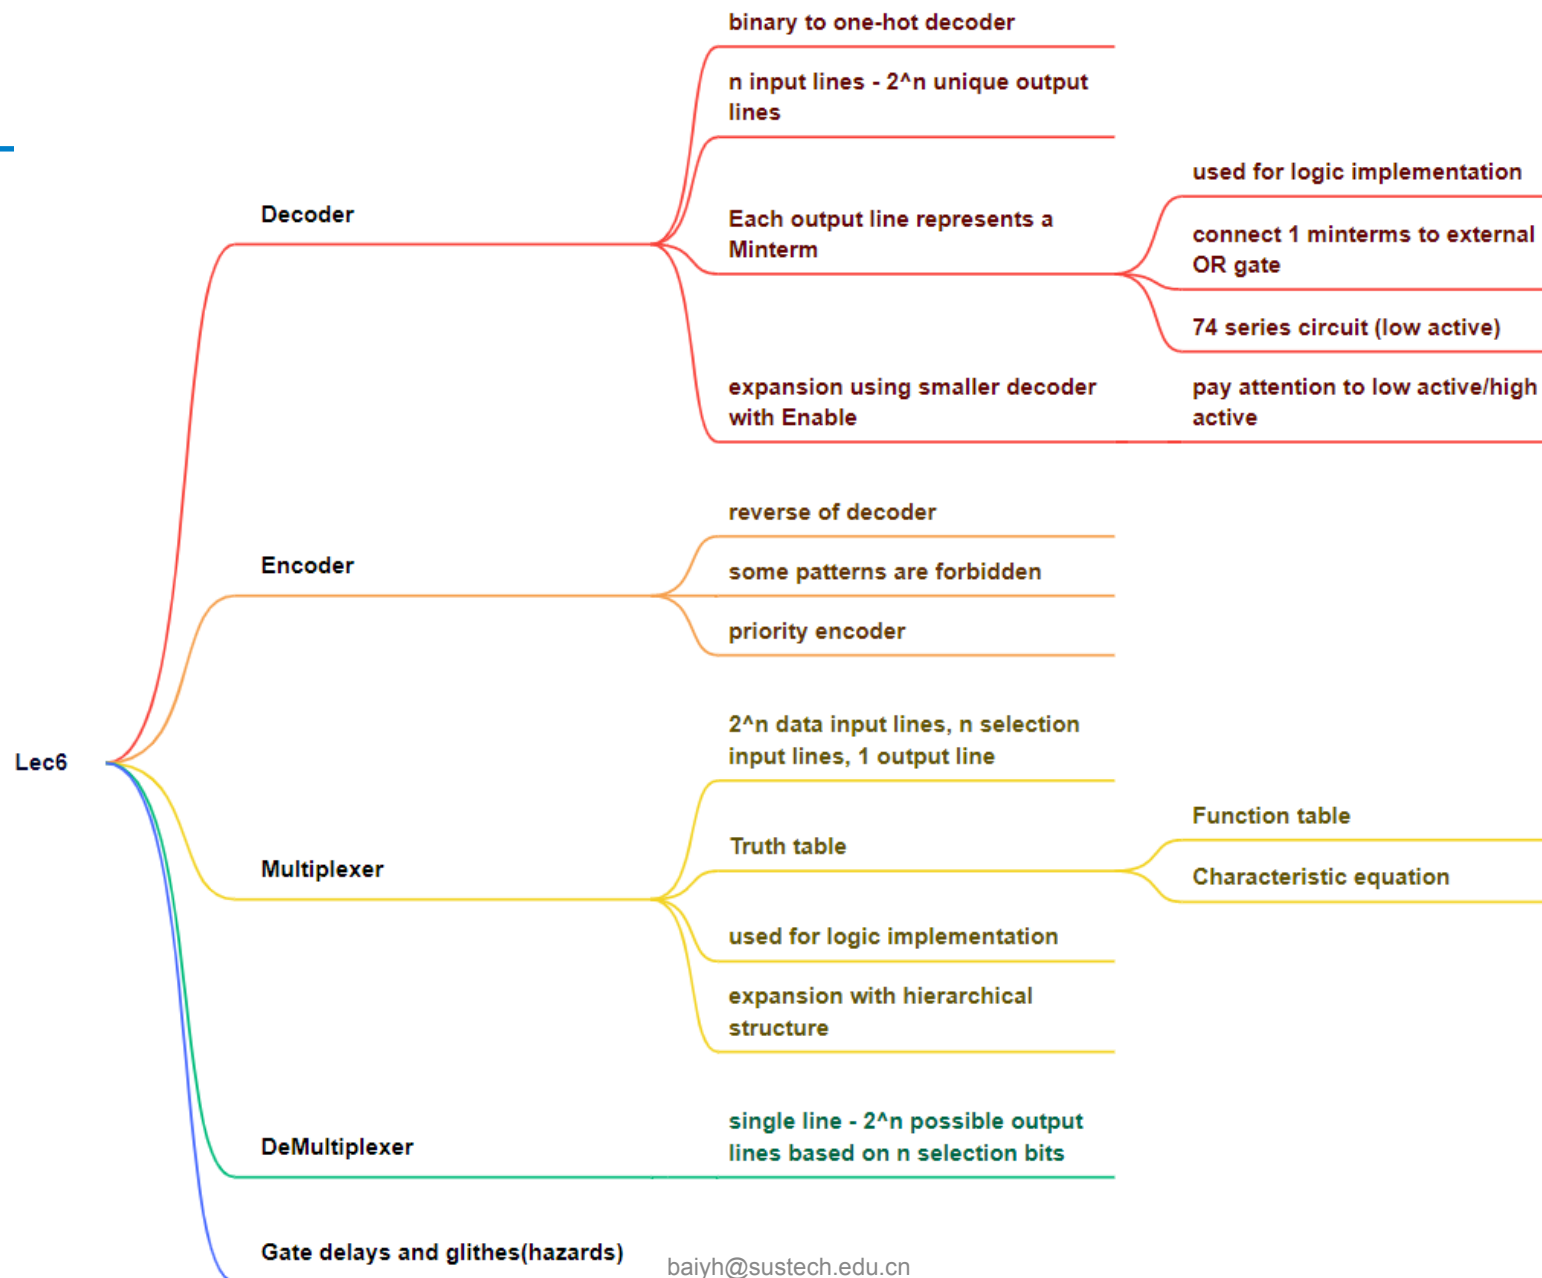 Lec6
Decoder
binary to one-hot decoder
n input lines - 2^n unique output
lines
Each output line represents a
Minterm
used for logic implementation
connect 1 minterms to external
OR gate
74 series circuit (low active)
expansion using smaller decoder
with Enable
pay attention to low active/high
active
Encoder
reverse of decoder
some patterns are forbidden
priority encoder
Multiplexer
2^n data input lines, n selection
input lines, 1 output line
Truth table
Function table
Characteristic equation
used for logic implementation
expansion with hierarchical
structure
DeMultiplexer
single line - 2^n possible output
lines based on n selection bits
Gate delays and glithes(hazards)
baiyh@sustech.edu.cn